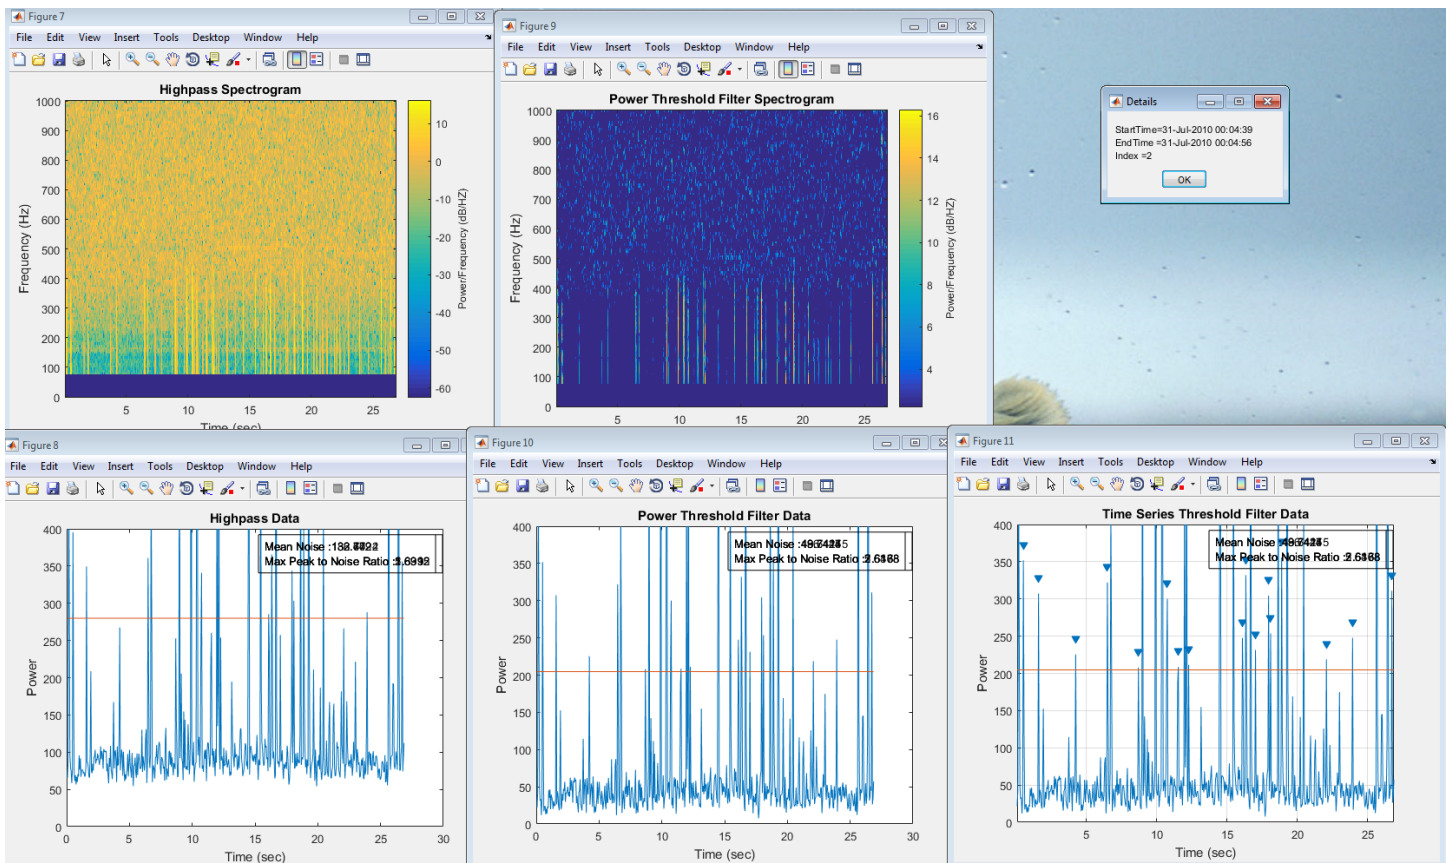 Figure 7
File Edit View Insert Tools Desktop Window Help
Highpass Spectrogram
1000
900
800
700
600
500
400
300
200
100
0
Frequency (Hz)
5 10 15 20 25
Time (sec)
10
0
-10
-20
-30
-40
-50
-60
Power/Frequency (dB/HZ)
Figure 9
File Edit View Insert Tools Desktop Window Help
Power Threshold Filter Spectrogram
1000
900
800
700
600
500
400
300
200
100
0
Frequency (Hz)
5 10 15 20 25
16
14
12
10
8
6
4
Power/Frequency (dB/HZ)
Details
StartTime=31-Jul-2010 00:04:39
EndTime =31-Jul-2010 00:04:56
Index =2
OK
Figure 8
File Edit View Insert Tools Desktop Window Help
Highpass Data
Mean Noise :
Max Peak to Noise Ratio :
400
350
300
250
200
150
100
50
0
Power
0 5 10 15 20 25 30
Time (sec)
Figure 10
File Edit View Insert Tools Desktop Window Help
Power Threshold Filter Data
Mean Noise :
Max Peak to Noise Ratio :
400
350
300
250
200
150
100
50
0
Power
0 5 10 15 20 25 30
Time (sec)
Figure 11
File Edit View Insert Tools Desktop Window Help
Time Series Threshold Filter Data
Mean Noise :
Max Peak to Noise Ratio :
400
350
300
250
200
150
100
50
0
Power
5 10 15 20 25
Time (sec)